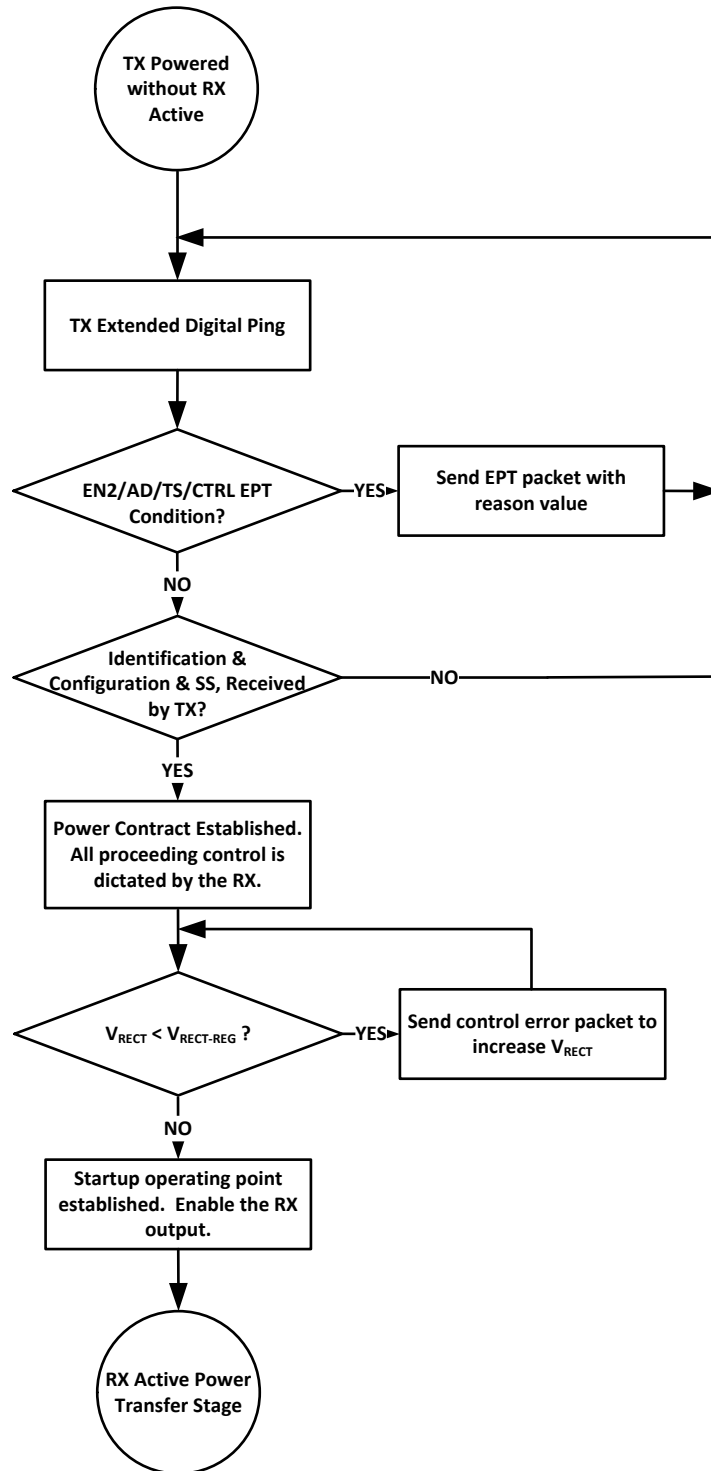 TX Powered
without RX
Active
TX Extended Digital Ping
EN2/AD/TS/CTRL EPT
Condition?
YES
Send EPT packet with
reason value
NO
Identification &
Configuration & SS, Received
by TX?
NO
YES
Power Contract Established.
All proceeding control is
dictated by the RX.
VRECT < VRECT-REG ?
YES
Send control error packet to
increase VRECT
NO
Startup operating point
established. Enable the RX
output.
RX Active Power
Transfer Stage